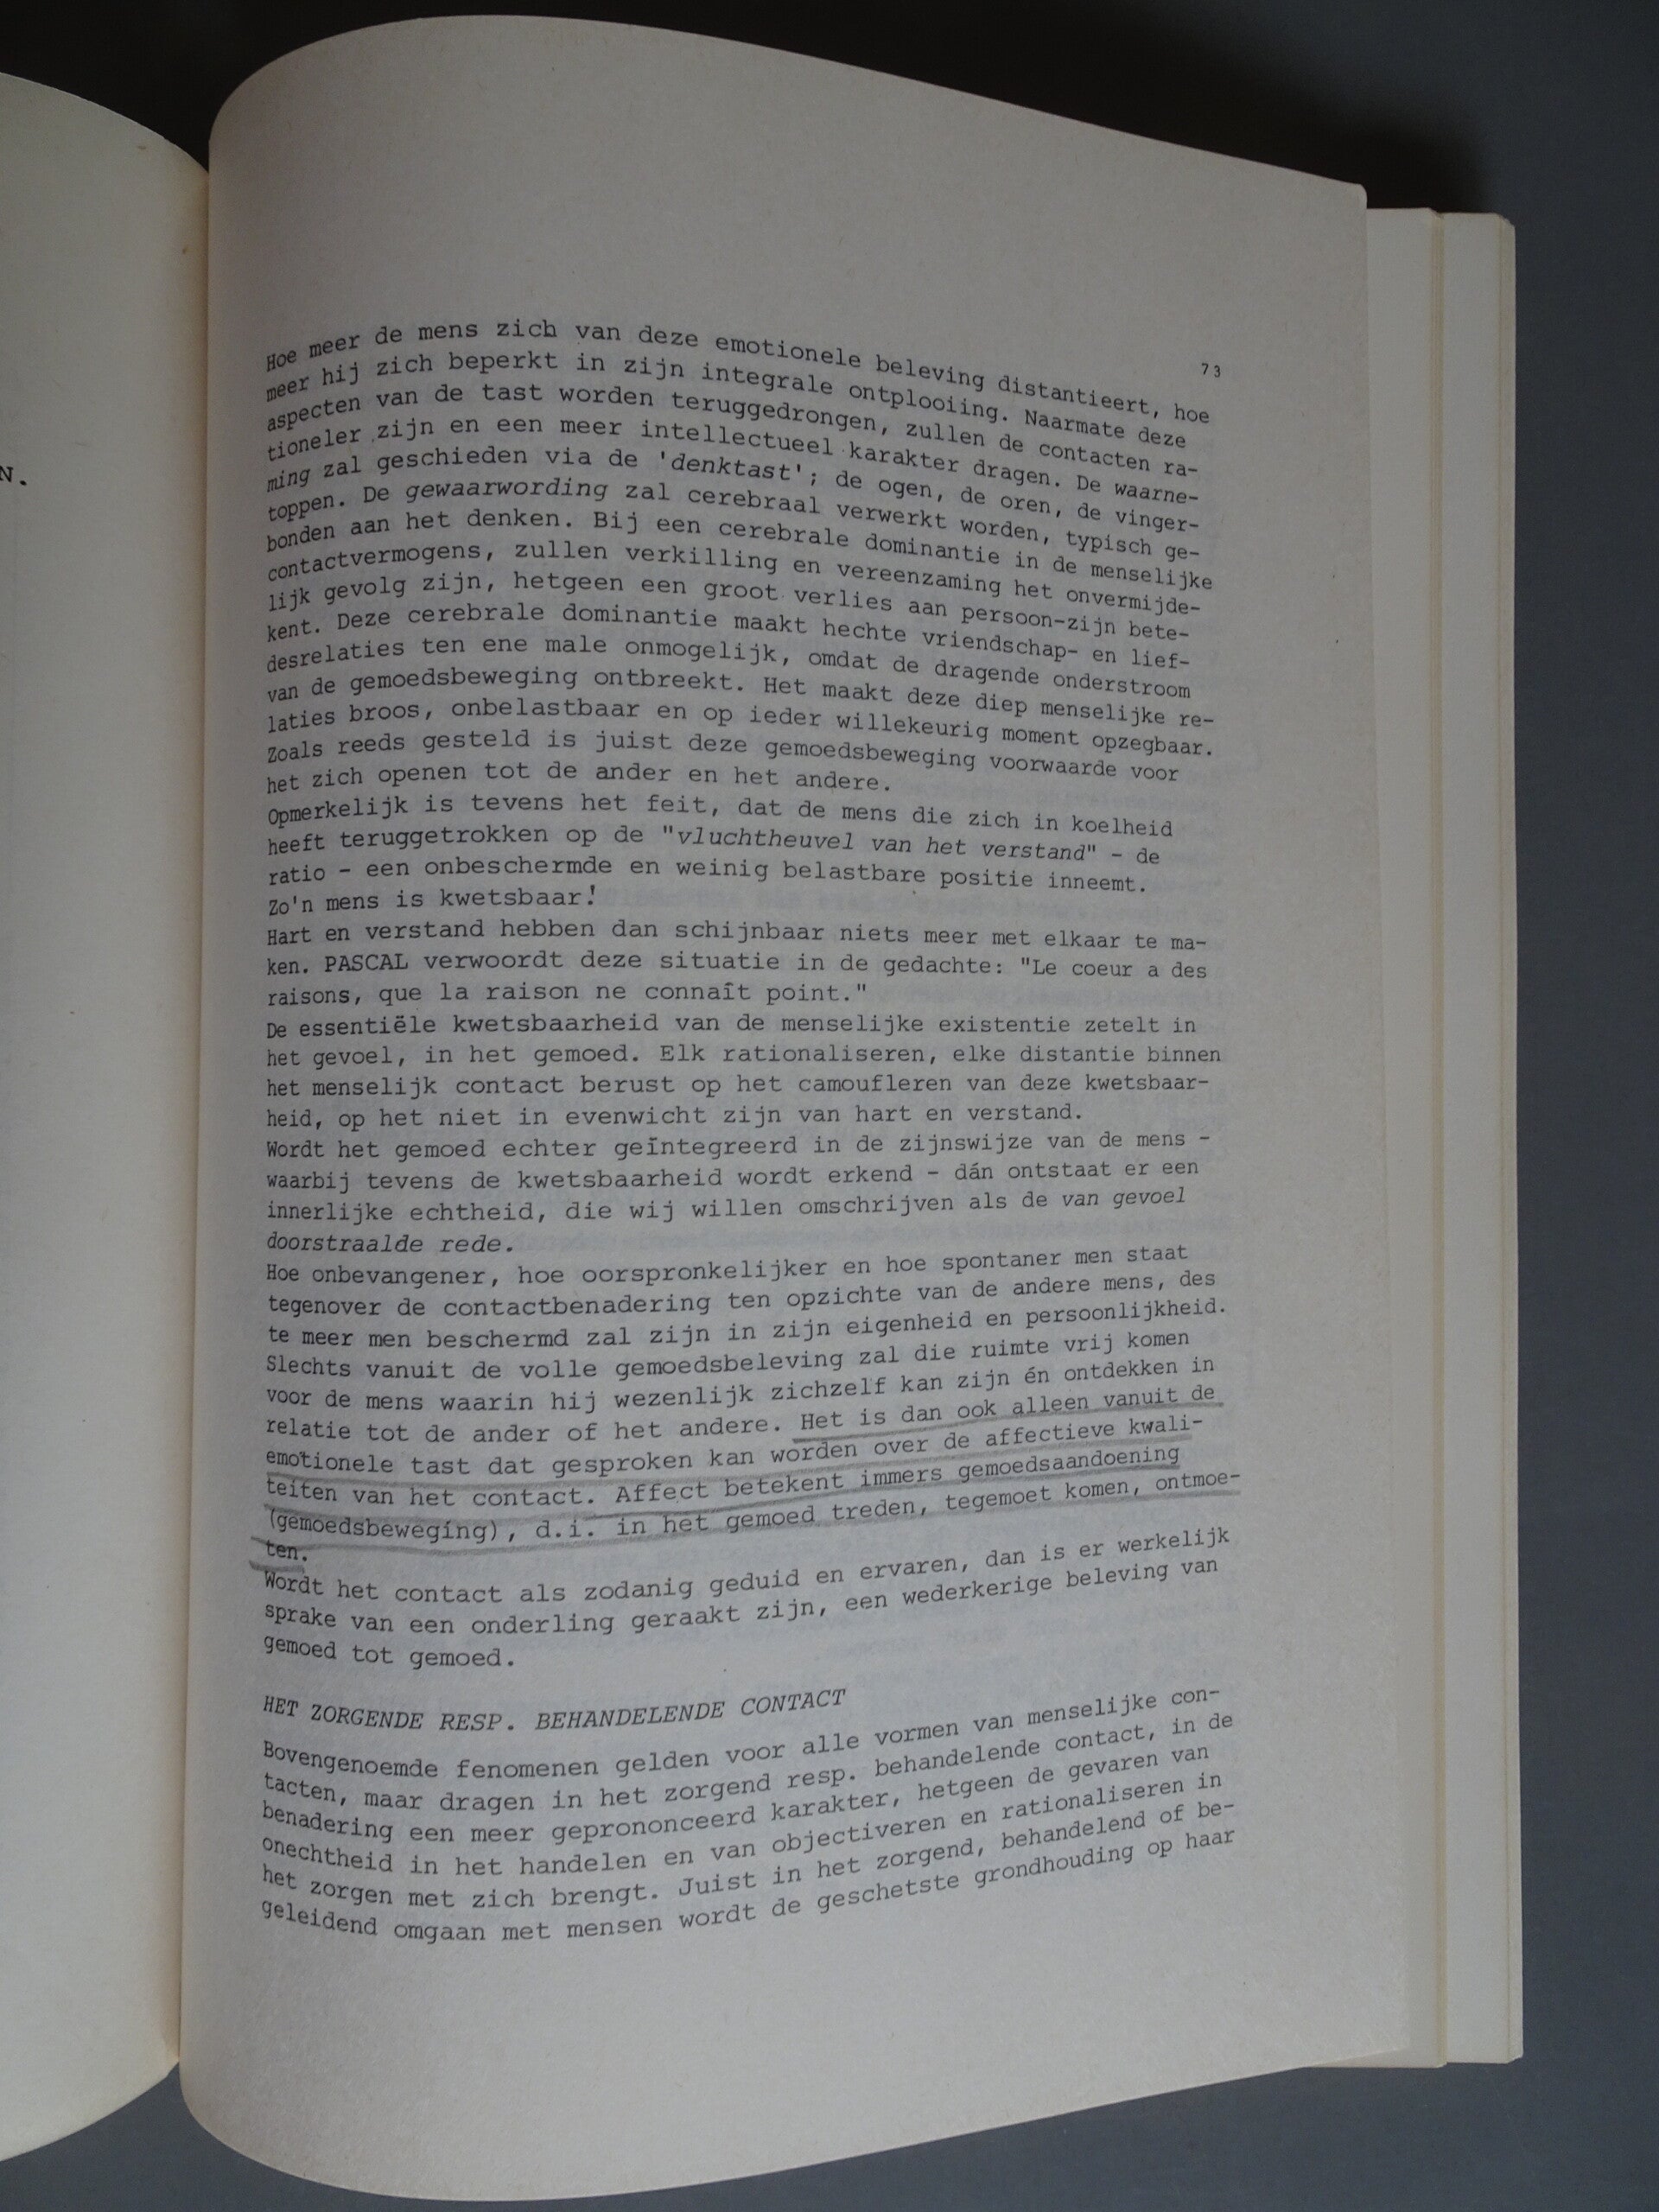 N.
73
Hoe meer de mens zich van deze emotionele beleving distantieert, hoe
meer hij zich beperkt in zijn integrale ontplooiing. Naarmate deze
aspecten van de tast worden teruggedrongen, zullen de contacten ra-
tioneler zijn en een meer intellectueel karakter dragen. De waarne-
ming zal geschieden via de 'denktast'; de ogen, de oren, de vinger-
toppen. De gewaarwording zal cerebraal verwerkt worden, typisch ge-
bonden aan het denken. Bij een cerebrale dominantie in de menselijke
contactvermogens, zullen verkilling en vereenzaming het onvermijde-
lijk gevolg zijn, hetgeen een groot verlies aan persoon-zijn bete-
kent. Deze cerebrale dominantie maakt hechte vriendschap- en lief-
desrelaties ten ene male onmogelijk, omdat de dragende onderstroom
van de gemoedsbeweging ontbreekt. Het maakt deze diep menselijke re-
laties broos, onbelastbaar en op ieder willekeurig moment opzegbaar.
Zoals reeds gesteld is juist deze gemoedsbeweging voorwaarde voor
het zich openen tot de ander en het andere.
Opmerkelijk is tevens het feit, dat de mens die zich in koelheid
heeft teruggetrokken op de "vluchtheuvel van het verstand" - de
ratio - een onbeschermde en weinig belastbare positie inneemt.
Zo'n mens is kwetsbaar!
Hart en verstand hebben dan schijnbaar niets meer met elkaar te ma-
ken. PASCAL verwoordt deze situatie in de gedachte: "Le coeur a des
raisons, que la raison ne connaît point."
De essentiële kwetsbaarheid van de menselijke existentie zetelt in
het gevoel, in het gemoed. Elk rationaliseren, elke distantie binnen
het menselijk contact berust op het camoufleren van deze kwetsbaar-
heid, op het niet in evenwicht zijn van hart en verstand.
Wordt het gemoed echter geïntegreerd in de zijnswijze van de mens -
waarbij tevens de kwetsbaarheid wordt erkend - dán ontstaat er een
innerlijke echtheid, die wij willen omschrijven als de van gevoel
doorstraalde rede.
Hoe onbevangener, hoe oorspronkelijker en hoe spontaner men staat
tegenover de contactbenadering ten opzichte van de andere mens, des
te meer men beschermd zal zijn in zijn eigenheid en persoonlijkheid.
Slechts vanuit de volle gemoedsbeleving zal die ruimte vrij komen
voor de mens waarin hij wezenlijk zichzelf kan zijn én ontdekken in
relatie tot de ander of het andere. Het is dan ook alleen vanuit de
emotionele tast dat gesproken kan worden over de affectieve kwali-
teiten van het contact. Affect betekent immers gemoedsaandoening
(gemoedsbeweging), d.i. in het gemoed treden, tegemoet komen, ontmoe-
ten.
Wordt het contact als zodanig geduid en ervaren, dan is er werkelijk
sprake van een onderling geraakt zijn, een wederkerige beleving van
gemoed tot gemoed.
HET ZORGENDE RESP. BEHANDELENDE CONTACT
Bovengenoemde fenomenen gelden voor alle vormen van menselijke con-
tacten, maar dragen in het zorgend resp. behandelende contact, in de
benadering een meer geprononceerd karakter, hetgeen de gevaren van
onechtheid in het handelen en van objectiveren en rationaliseren in
het zorgen met zich brengt. Juist in het zorgend, behandelend of be-
geleidend omgaan met mensen wordt de geschetste grondhouding op haar